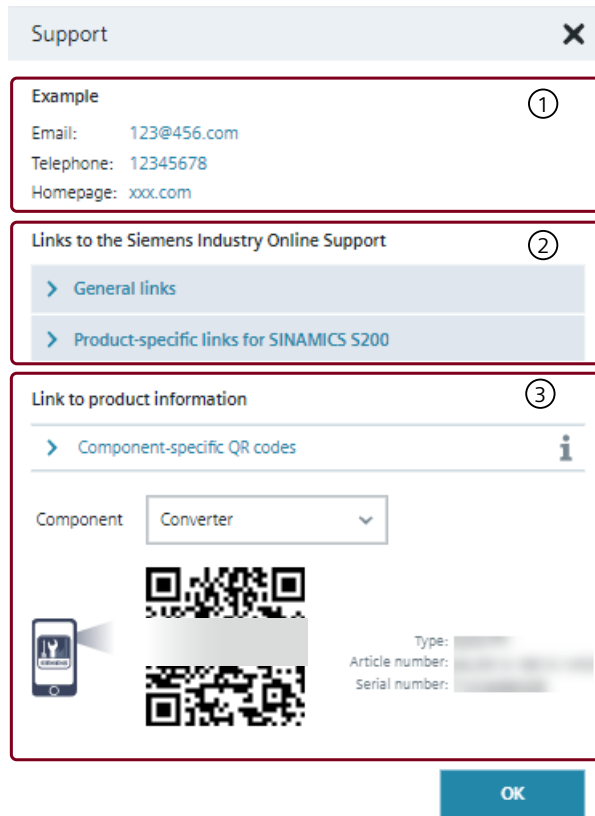 Support
Example
1
Email: 123@456.com
Telephone: 12345678
Homepage: xxx.com
Links to the Siemens Industry Online Support
2
General links
Product-specific links for SINAMICS S200
Link to product information
3
Component-specific QR codes
Component Converter
SIEMENS
Type:
Article number:
Serial number:
OK